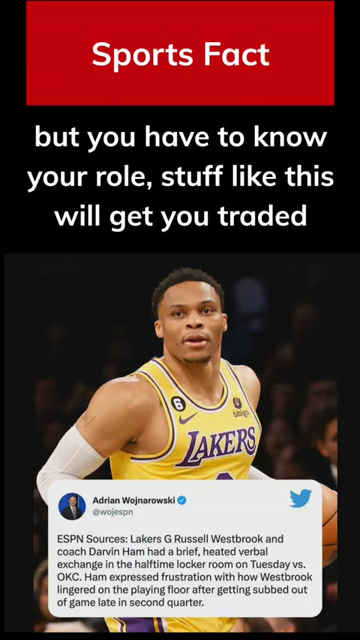 Sports Fact
but you have to know
your role, stuff like this
will get you traded
6
bibigo
LAKERS
Adrian Wojnarowski
@wojespn
ESPN Sources: Lakers G Russell Westbrook and
coach Darvin Ham had a brief, heated verbal
exchange in the halftime locker room on Tuesday vs.
OKC. Ham expressed frustration with how Westbrook
lingered on the playing floor after getting subbed out
of game late in second quarter.